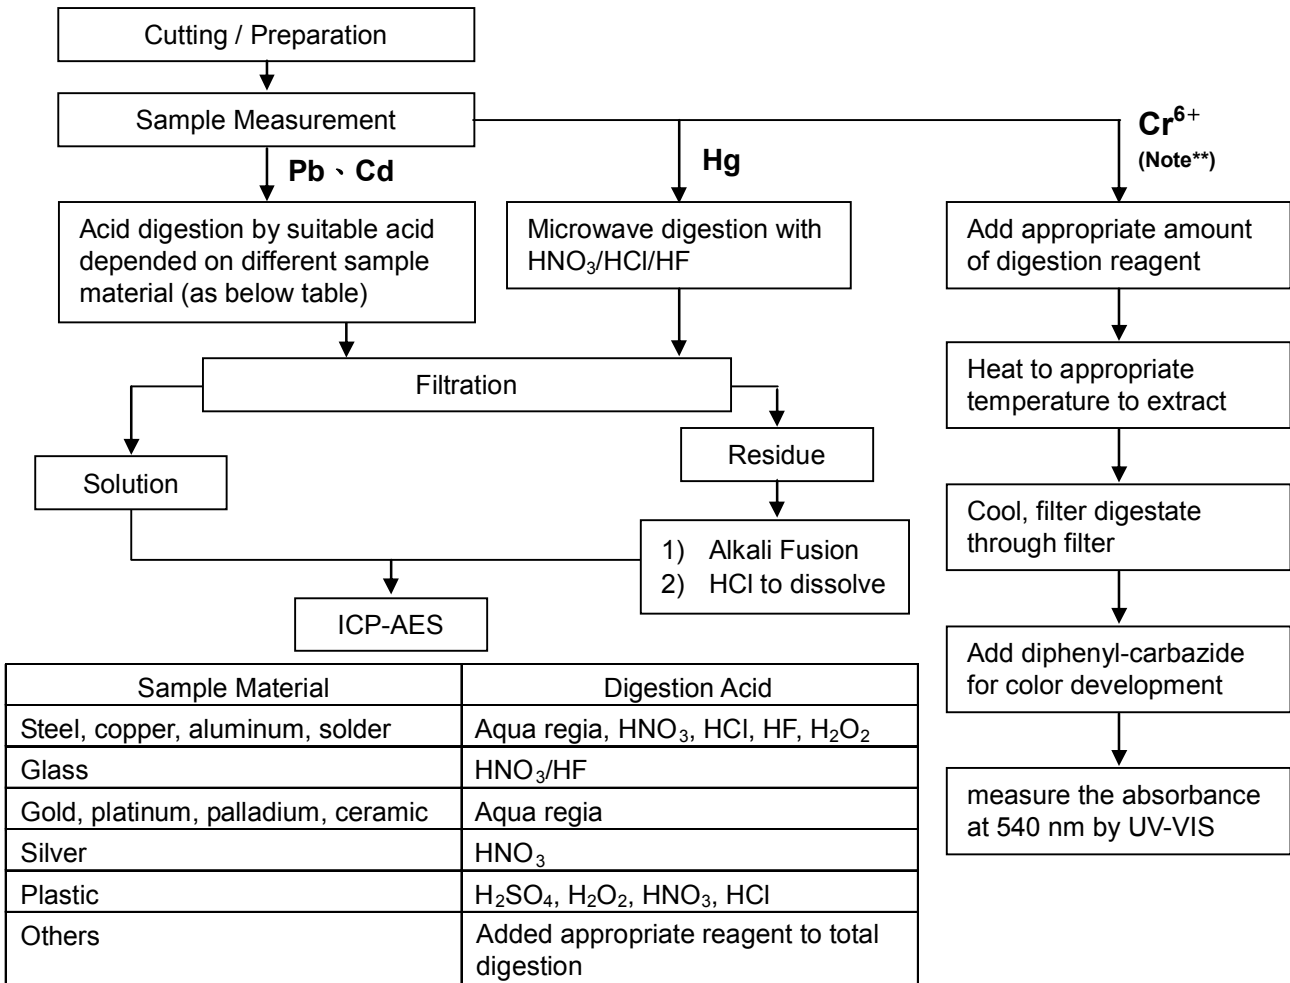 Cutting / Preparation
Sample Measurement
Pb、Cd
Hg
Cr⁶⁺
(Note**)
Acid digestion by suitable acid
depended on different sample
material (as below table)
Microwave digestion with
HNO₃/HCl/HF
Add appropriate amount
of digestion reagent
Filtration
Heat to appropriate
temperature to extract
Solution
Residue
Cool, filter digestate
through filter
1) Alkali Fusion
2) HCl to dissolve
ICP-AES
Add diphenyl-carbazide
for color development
measure the absorbance
at 540 nm by UV-VIS
Sample Material Digestion Acid
Steel, copper, aluminum, solder Aqua regia, HNO₃, HCl, HF, H₂O₂
Glass HNO₃/HF
Gold, platinum, palladium, ceramic Aqua regia
Silver HNO₃
Plastic H₂SO₄, H₂O₂, HNO₃, HCl
Others Added appropriate reagent to total
digestion